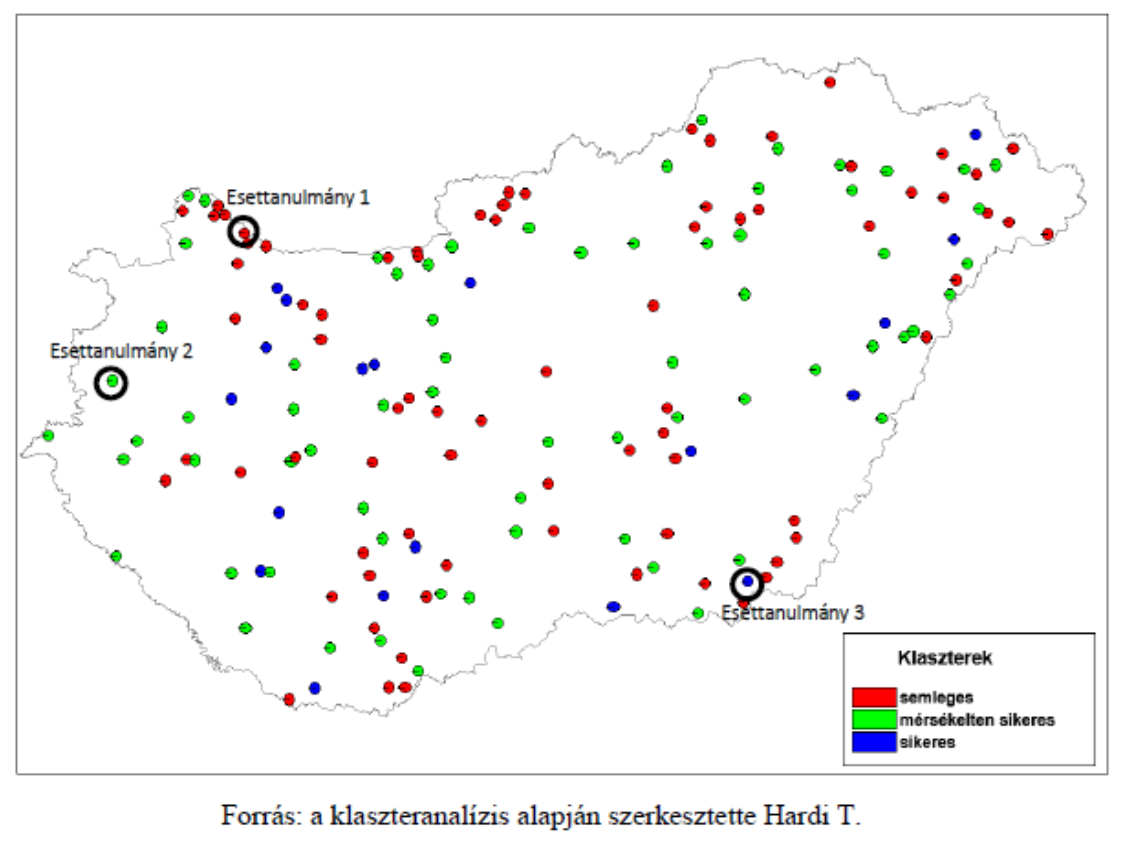 Esettanulmány 1
Esettanulmány 2
Esettanulmány 3
Klaszterek
semleges
mérsékelten sikeres
sikeres
Forrás: a klaszteranalízis alapján szerkesztette Hardi T.